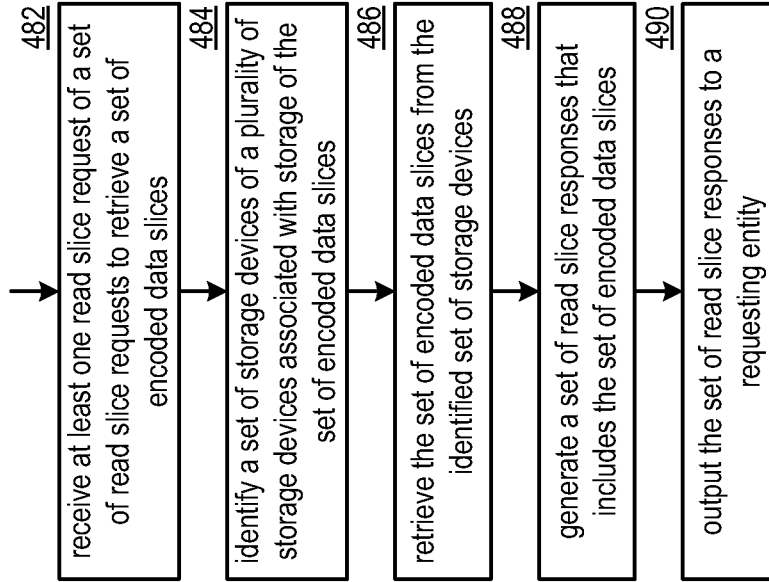 482
receive at least one read slice request of a set
of read slice requests to retrieve a set of
encoded data slices
484
identify a set of storage devices of a plurality of
storage devices associated with storage of the
set of encoded data slices
486
retrieve the set of encoded data slices from the
identified set of storage devices
488
generate a set of read slice responses that
includes the set of encoded data slices
490
output the set of read slice responses to a
requesting entity